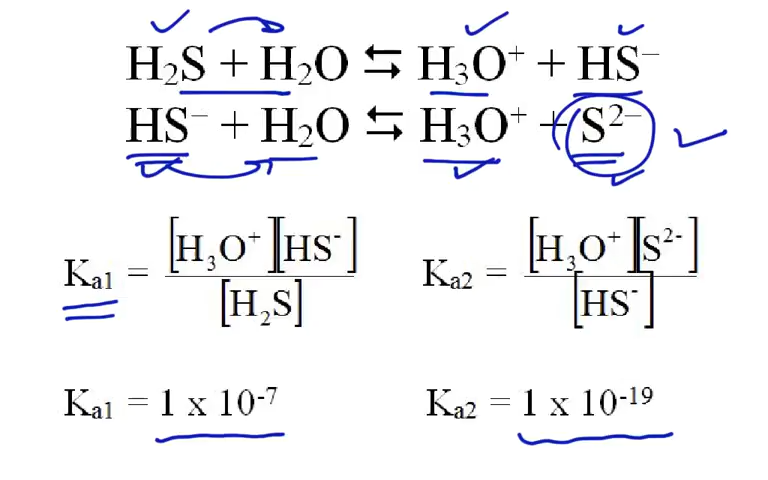 H₂S + H₂O ⇆ H₃O⁺ + HS⁻
HS⁻ + H₂O ⇆ H₃O⁺ + S²⁻
Kₐ₁ = [H₃O⁺][HS⁻] / [H₂S] Kₐ₂ = [H₃O⁺][S²⁻] / [HS⁻]
Kₐ₁ = 1 x 10⁻⁷ Kₐ₂ = 1 x 10⁻¹⁹